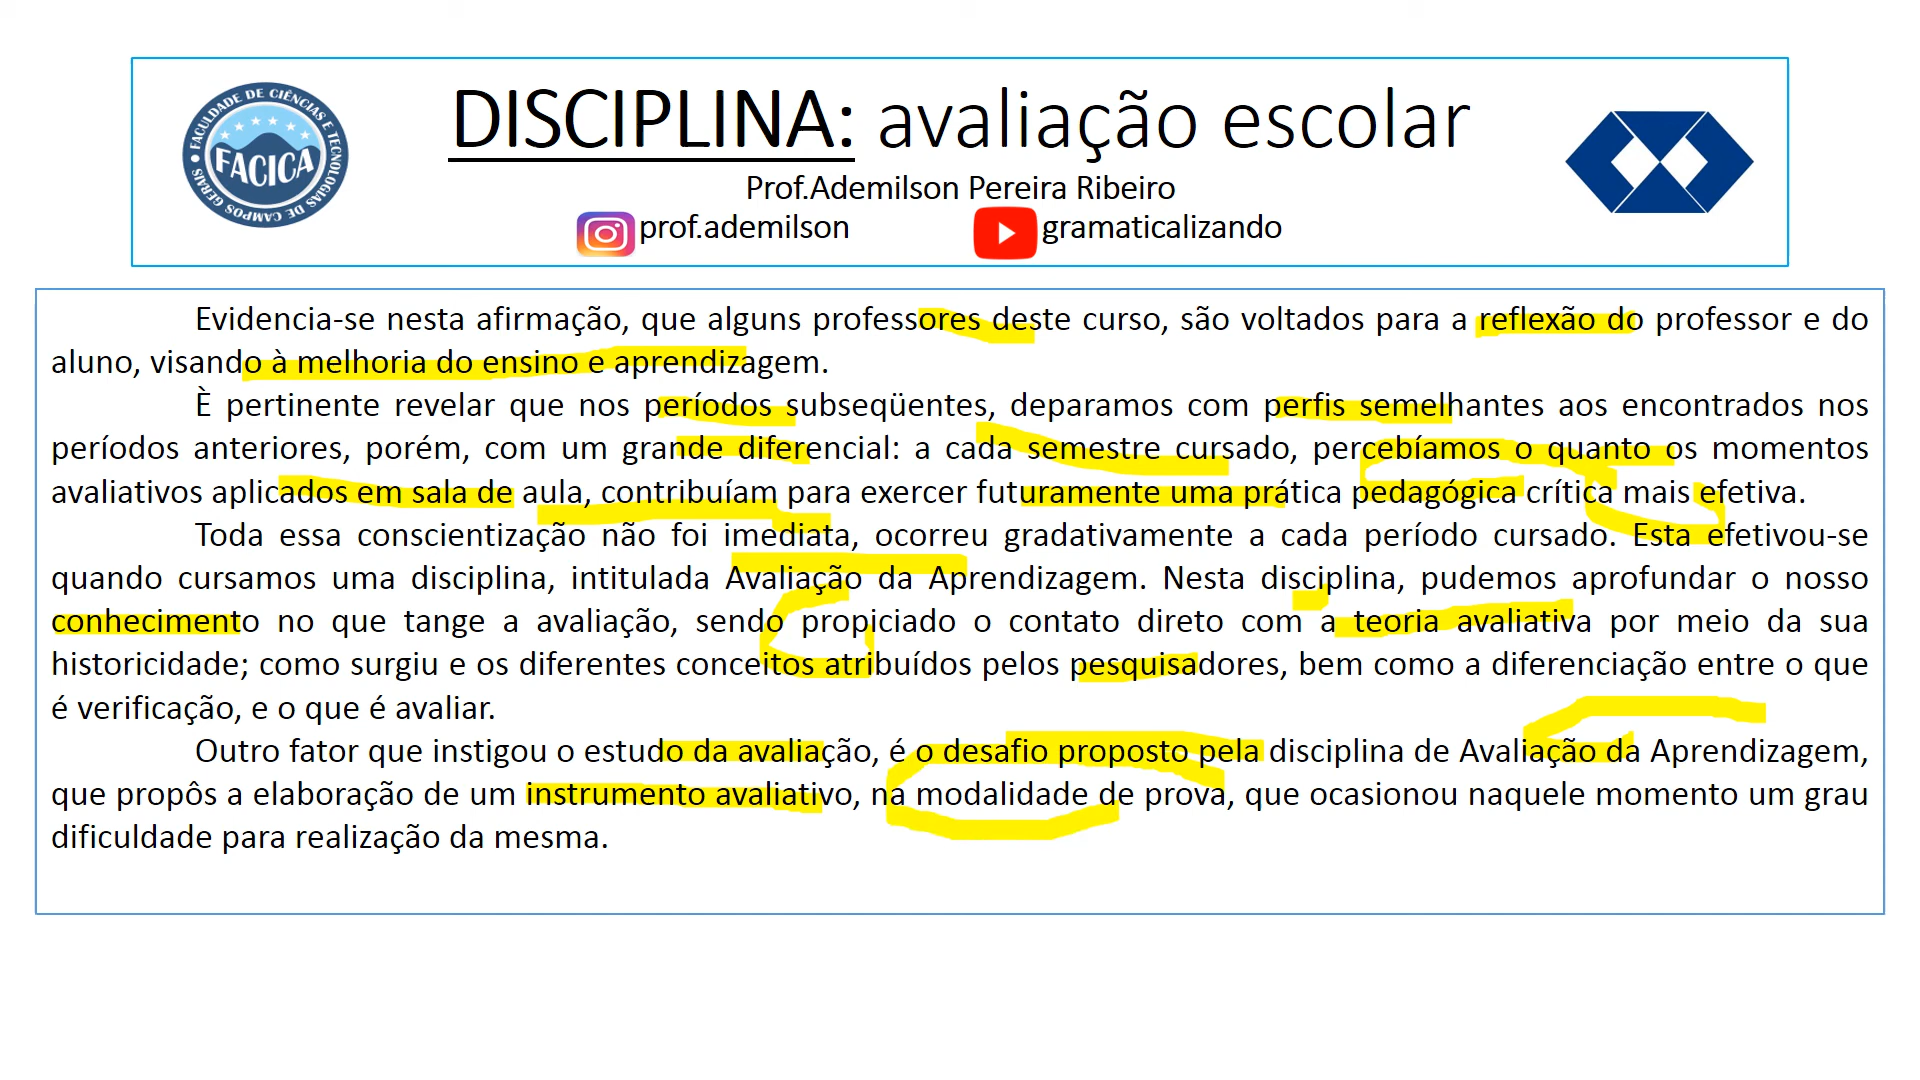 FACULDADE DE CIÊNCIAS E TECNOLOGIAS DE CAMPOS GERAIS
FACICA
DISCIPLINA: avaliação escolar
Prof.Ademilson Pereira Ribeiro
prof.ademilson gramaticalizando
Evidencia-se nesta afirmação, que alguns professores deste curso, são voltados para a reflexão do professor e do
aluno, visando à melhoria do ensino e aprendizagem.
È pertinente revelar que nos períodos subseqüentes, deparamos com perfis semelhantes aos encontrados nos
períodos anteriores, porém, com um grande diferencial: a cada semestre cursado, percebíamos o quanto os momentos
avaliativos aplicados em sala de aula, contribuíam para exercer futuramente uma prática pedagógica crítica mais efetiva.
Toda essa conscientização não foi imediata, ocorreu gradativamente a cada período cursado. Esta efetivou-se
quando cursamos uma disciplina, intitulada Avaliação da Aprendizagem. Nesta disciplina, pudemos aprofundar o nosso
conhecimento no que tange a avaliação, sendo propiciado o contato direto com a teoria avaliativa por meio da sua
historicidade; como surgiu e os diferentes conceitos atribuídos pelos pesquisadores, bem como a diferenciação entre o que
é verificação, e o que é avaliar.
Outro fator que instigou o estudo da avaliação, é o desafio proposto pela disciplina de Avaliação da Aprendizagem,
que propôs a elaboração de um instrumento avaliativo, na modalidade de prova, que ocasionou naquele momento um grau
dificuldade para realização da mesma.